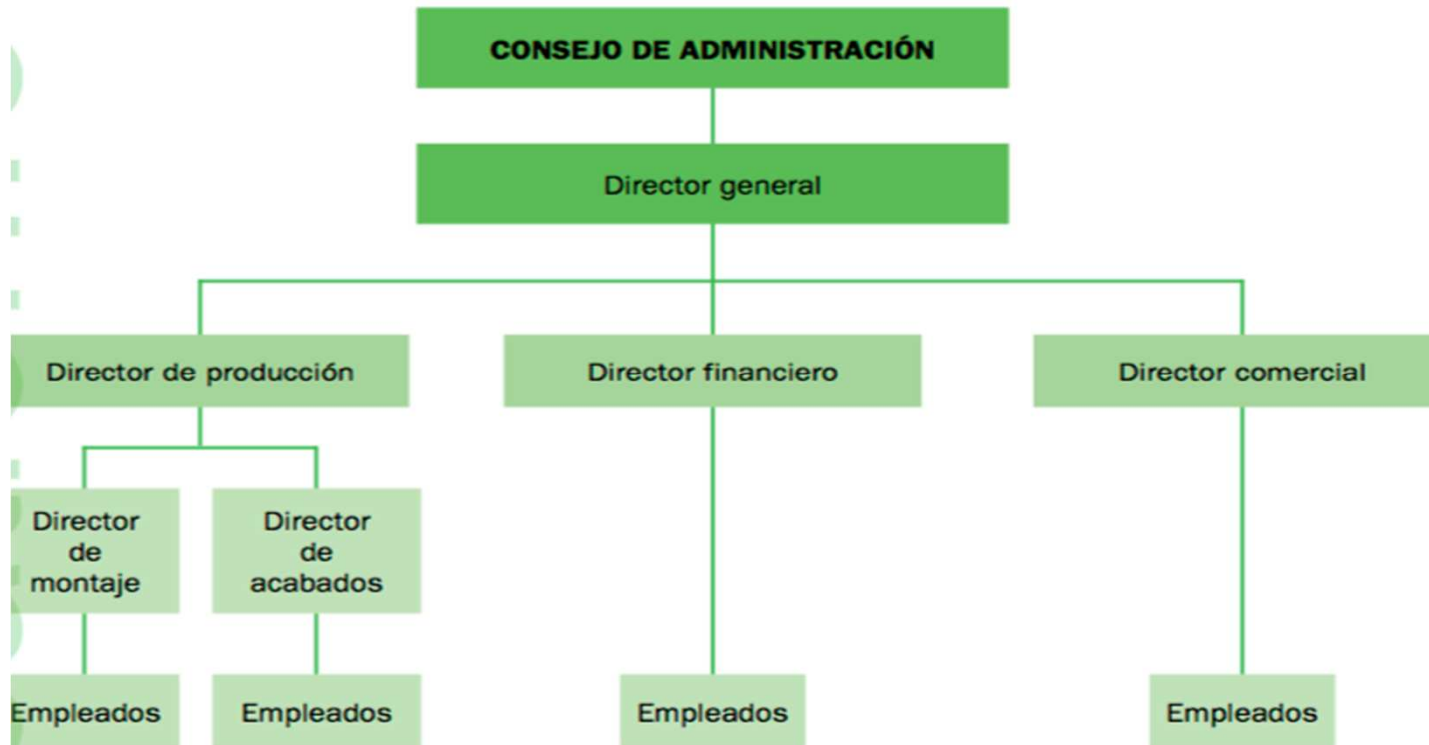 CONSEJO DE ADMINISTRACIÓN
Director general
Director de producción
Director financiero
Director comercial
Director
de
montaje
Director
de
acabados
Empleados
Empleados
Empleados
Empleados